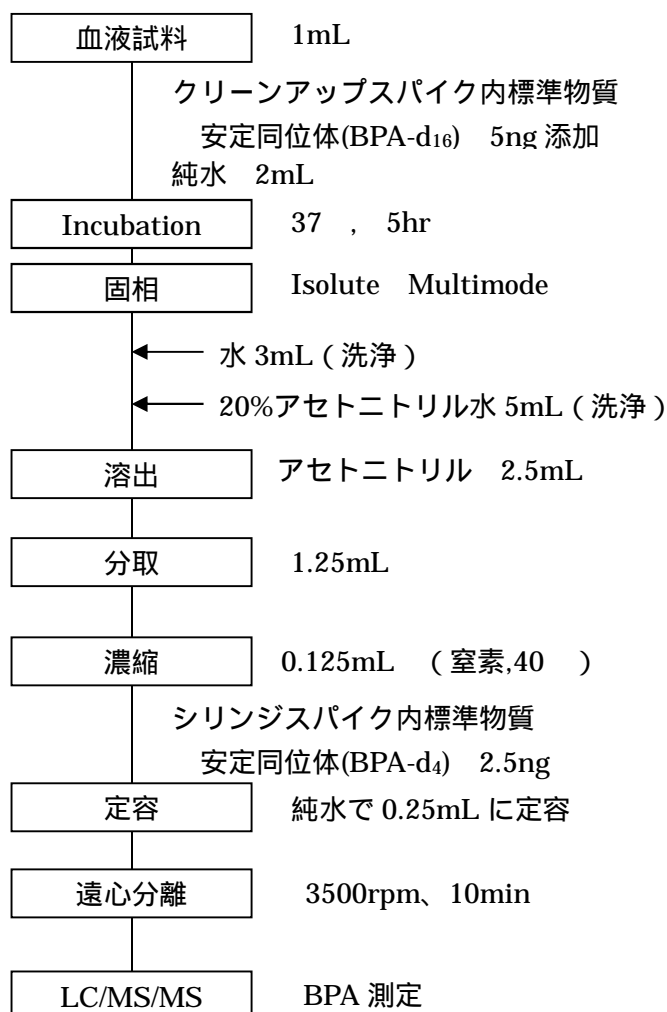 血液試料 1mL
クリーンアップスパイク内標準物質
安定同位体(BPA-d16) 5ng 添加
純水 2mL
Incubation 37 , 5hr
固相 Isolute Multimode
水 3mL(洗浄)
20%アセトニトリル水 5mL(洗浄)
溶出 アセトニトリル 2.5mL
分取 1.25mL
濃縮 0.125mL (窒素,40 )
シリンジスパイク内標準物質
安定同位体(BPA-d4) 2.5ng
定容 純水で 0.25mL に定容
遠心分離 3500rpm、10min
LC/MS/MS BPA 測定